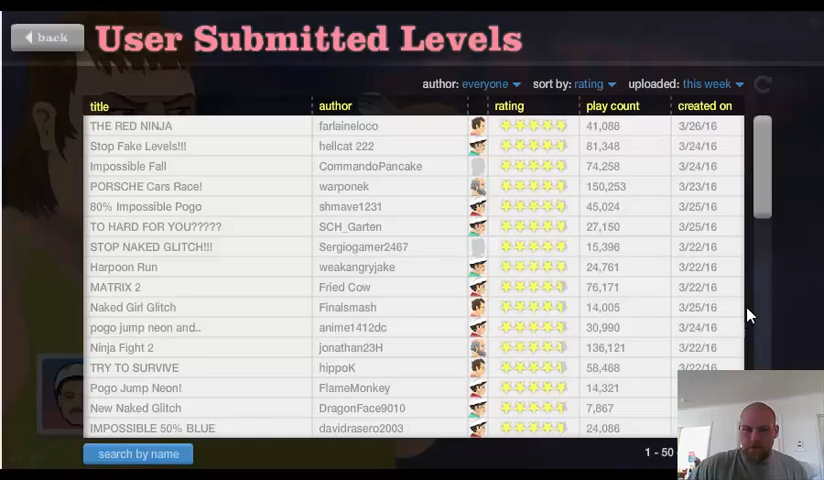 back
User Submitted Levels
author: everyone sort by: rating uploaded: this week
title author rating play count created on
THE RED NINJA farlaineloco 41,088 3/26/16
Stop Fake Levels!!! hellcat 222 81,348 3/24/16
Impossible Fall CommandoPancake 74,258 3/24/16
PORSCHE Cars Race! warponek 150,253 3/23/16
80% Impossible Pogo shmave1231 45,024 3/25/16
TO HARD FOR YOU????? SCH_Garten 27,150 3/25/16
STOP NAKED GLITCH!!! Sergiogamer2467 15,396 3/22/16
Harpoon Run weakangryjake 24,761 3/22/16
MATRIX 2 Fried Cow 76,171 3/22/16
Naked Girl Glitch Finalsmash 14,005 3/25/16
pogo jump neon and.. anime1412dc 30,990 3/24/16
Ninja Fight 2 jonathan23H 136,121 3/22/16
TRY TO SURVIVE hippoK 58,468 3/22/16
Pogo Jump Neon! FlameMonkey 14,321
New Naked Glitch DragonFace9010 7,867
IMPOSSIBLE 50% BLUE davidrasero2003 24,086
search by name 1 - 50